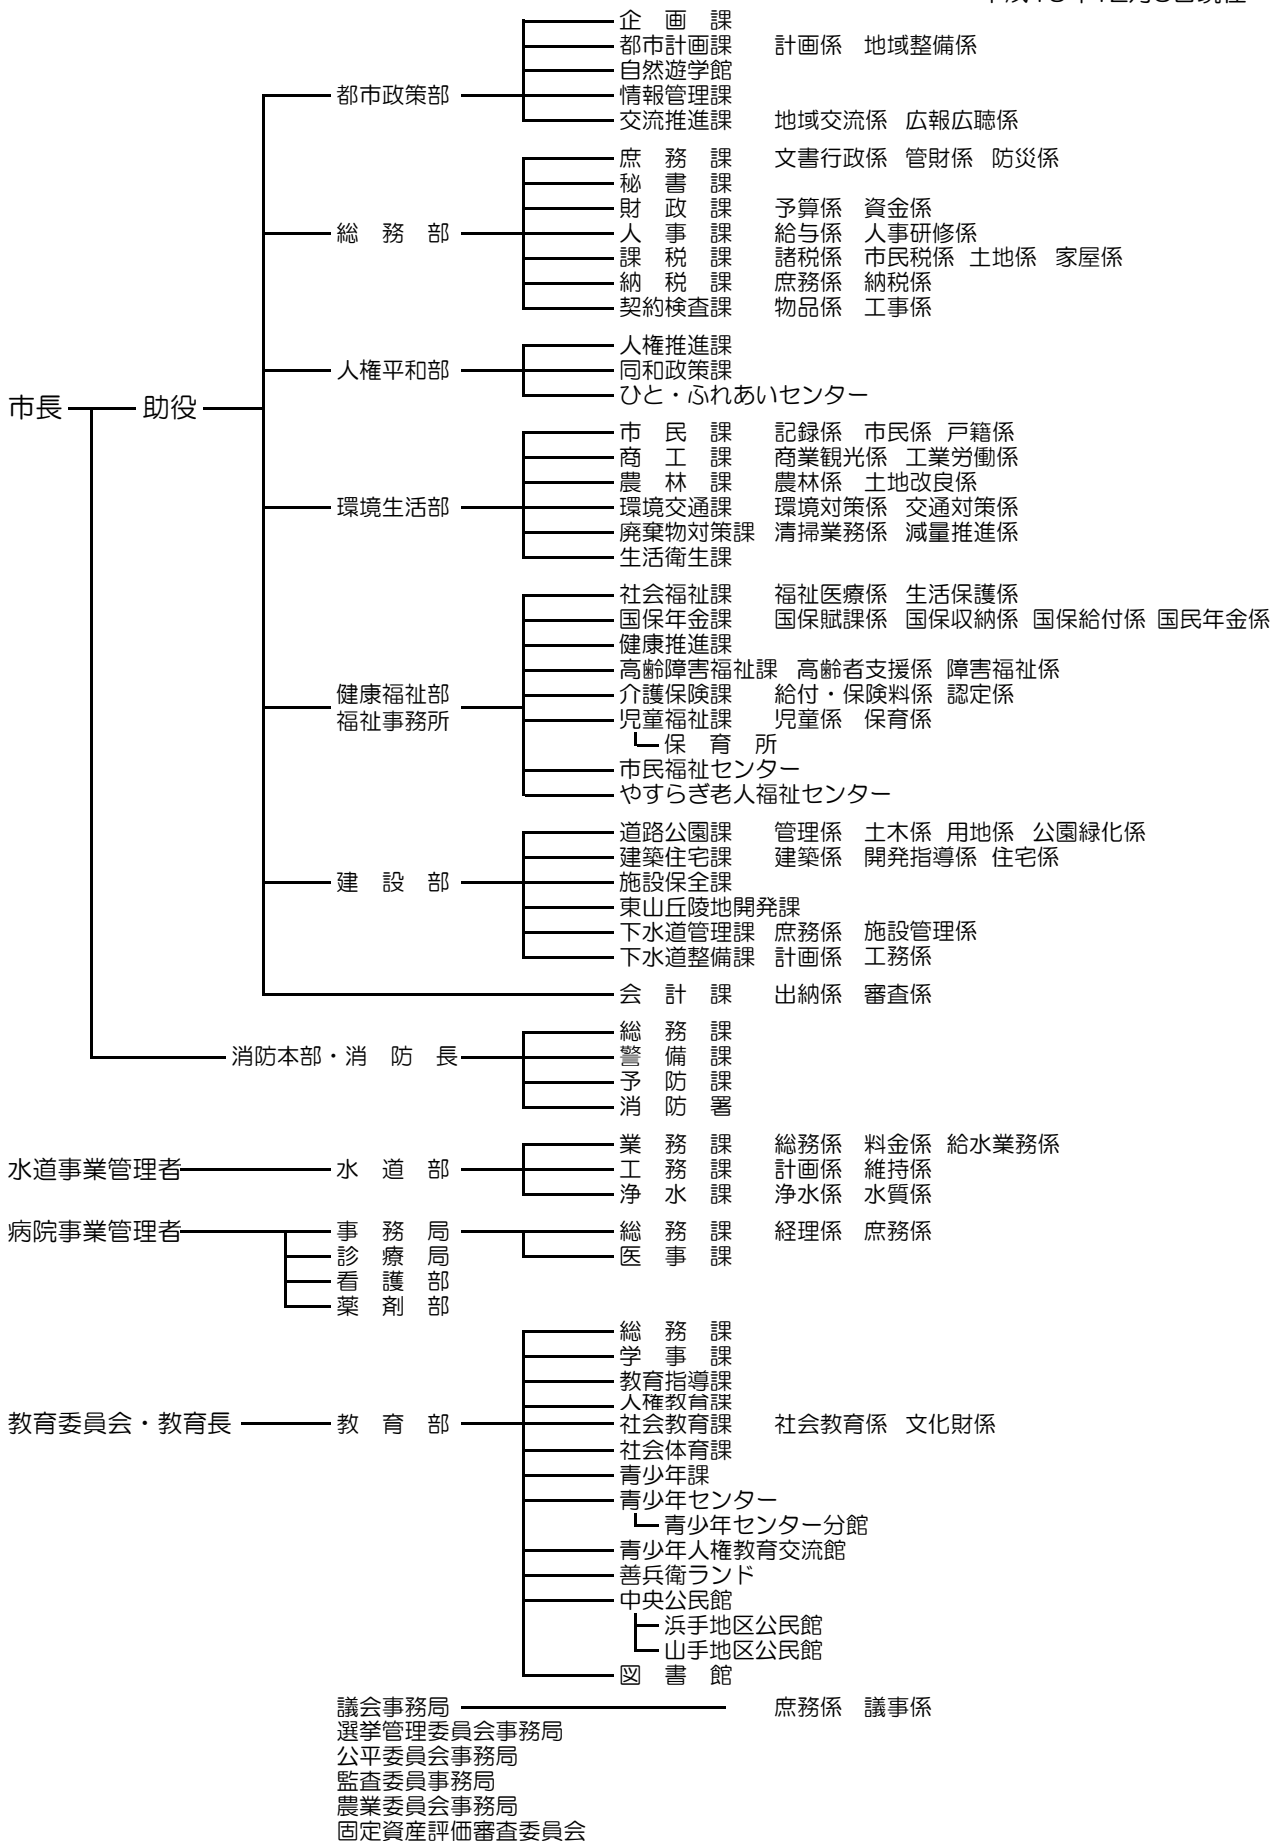 企　画　課
都市計画課　計画係　地域整備係
自然遊学館
都市政策部　情報管理課
交流推進課　地域交流係　広報広聴係
庶　務　課　文書行政係　管財係　防災係
秘　書　課
財　政　課　予算係　資金係
総　務　部　人　事　課　給与係　人事研修係
課　税　課　諸税係　市民税係　土地係　家屋係
納　税　課　庶務係　納税係
契約検査課　物品係　工事係
人権推進課
人権平和部　同和政策課
ひと・ふれあいセンター
市長　助役
市　民　課　記録係　市民係　戸籍係
商　工　課　商業観光係　工業労働係
農　林　課　農林係　土地改良係
環境生活部　環境交通課　環境対策係　交通対策係
廃棄物対策課　清掃業務係　減量推進係
生活衛生課
社会福祉課　福祉医療係　生活保護係
国保年金課　国保賦課係　国保収納係　国保給付係　国民年金係
健康推進課
高齢障害福祉課　高齢者支援係　障害福祉係
健康福祉部　介護保険課　給付・保険料係　認定係
福祉事務所　児童福祉課　児童係　保育係
保　育　所
市民福祉センター
やすらぎ老人福祉センター
道路公園課　管理係　土木係　用地係　公園緑化係
建築住宅課　建築係　開発指導係　住宅係
建　設　部　施設保全課
東山丘陵地開発課
下水道管理課　庶務係　施設管理係
下水道整備課　計画係　工務係
会　計　課　出納係　審査係
総　務　課
消防本部・消　防　長　警　備　課
予　防　課
消　防　署
業　務　課　総務係　料金係　給水業務係
水道事業管理者　水　道　部　工　務　課　計画係　維持係
浄　水　課　浄水係　水質係
病院事業管理者　事　務　局　総　務　課　経理係　庶務係
診　療　局　医　事　課
看　護　部
薬　剤　部
総　務　課
学　事　課
教育指導課
人権教育課
教育委員会・教育長　教　育　部　社会教育課　社会教育係　文化財係
社会体育課
青少年課
青少年センター
青少年センター分館
青少年人権教育交流館
善兵衛ランド
中央公民館
浜手地区公民館
山手地区公民館
図　書　館
議会事務局　庶務係　議事係
選挙管理委員会事務局
公平委員会事務局
監査委員事務局
農業委員会事務局
固定資産評価審査委員会